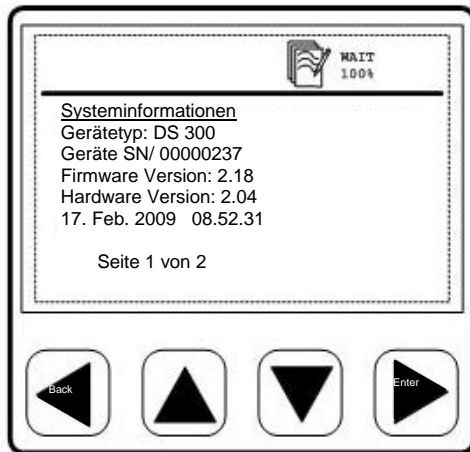 WAIT
100%
Systeminformationen
Gerätetyp: DS 300
Geräte SN/ 00000237
Firmware Version: 2.18
Hardware Version: 2.04
17. Feb. 2009   08.52.31
Seite 1 von 2
Back
Enter